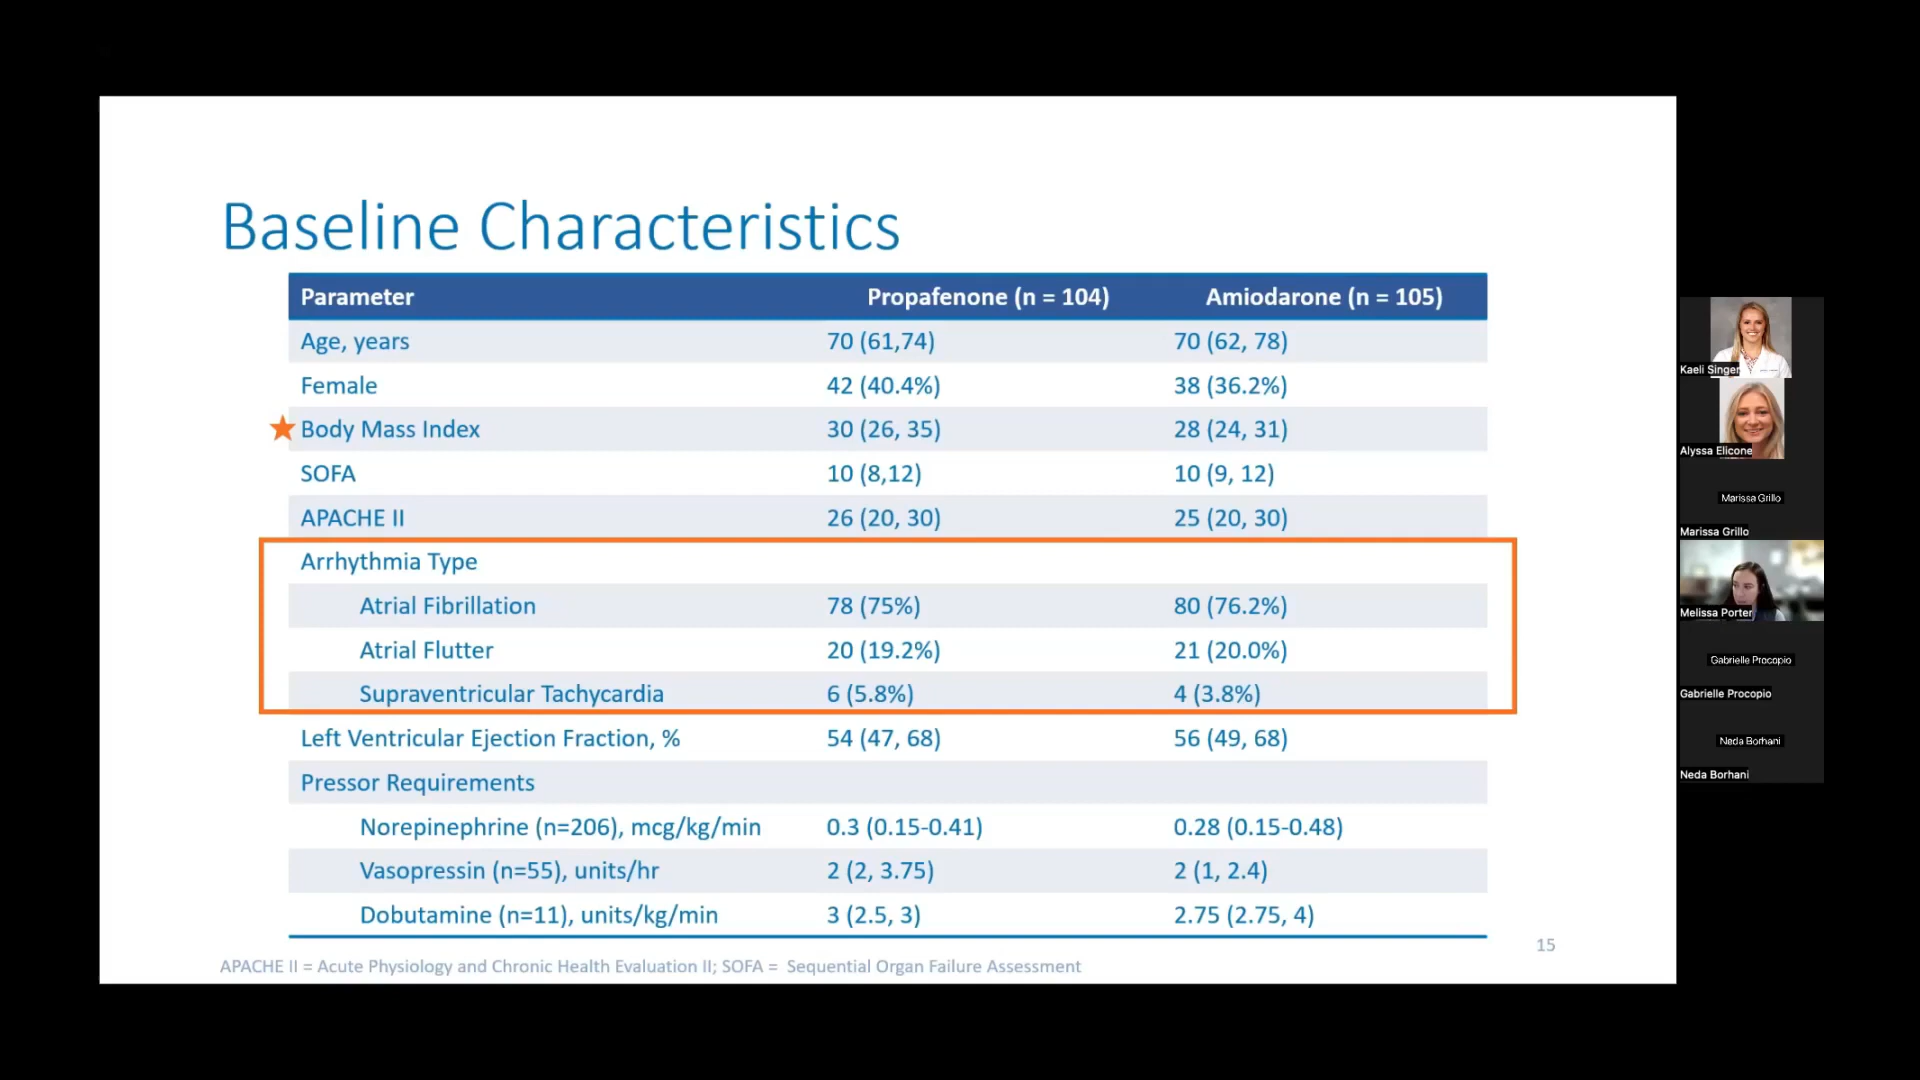 Baseline Characteristics
Parameter Propafenone (n = 104) Amiodarone (n = 105)
Age, years 70 (61,74) 70 (62, 78)
Female 42 (40.4%) 38 (36.2%)
Body Mass Index 30 (26, 35) 28 (24, 31)
SOFA 10 (8,12) 10 (9, 12)
APACHE II 26 (20, 30) 25 (20, 30)
Arrhythmia Type
Atrial Fibrillation 78 (75%) 80 (76.2%)
Atrial Flutter 20 (19.2%) 21 (20.0%)
Supraventricular Tachycardia 6 (5.8%) 4 (3.8%)
Left Ventricular Ejection Fraction, % 54 (47, 68) 56 (49, 68)
Pressor Requirements
Norepinephrine (n=206), mcg/kg/min 0.3 (0.15-0.41) 0.28 (0.15-0.48)
Vasopressin (n=55), units/hr 2 (2, 3.75) 2 (1, 2.4)
Dobutamine (n=11), units/kg/min 3 (2.5, 3) 2.75 (2.75, 4)
15
APACHE II = Acute Physiology and Chronic Health Evaluation II; SOFA = Sequential Organ Failure Assessment
Kaeli Singer
Alyssa Elicone
Marissa Grillo
Marissa Grillo
Melissa Porter
Gabrielle Procopio
Gabrielle Procopio
Neda Borhani
Neda Borhani